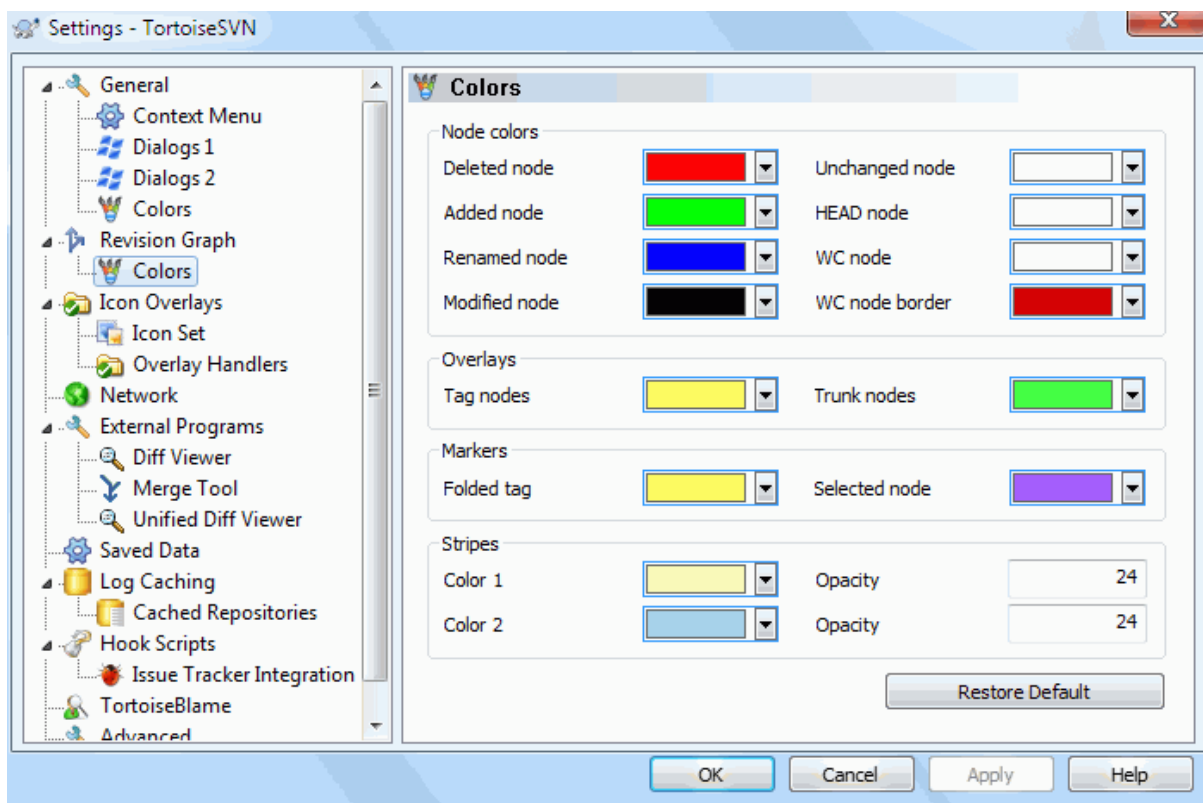 Settings - TortoiseSVN
General
Context Menu
Dialogs 1
Dialogs 2
Colors
Revision Graph
Colors
Icon Overlays
Icon Set
Overlay Handlers
Network
External Programs
Diff Viewer
Merge Tool
Unified Diff Viewer
Saved Data
Log Caching
Cached Repositories
Hook Scripts
Issue Tracker Integration
TortoiseBlame
Advanced
Colors
Node colors
Deleted node
Unchanged node
Added node
HEAD node
Renamed node
WC node
Modified node
WC node border
Overlays
Tag nodes
Trunk nodes
Markers
Folded tag
Selected node
Stripes
Color 1
Opacity
24
Color 2
Opacity
24
Restore Default
OK
Cancel
Apply
Help